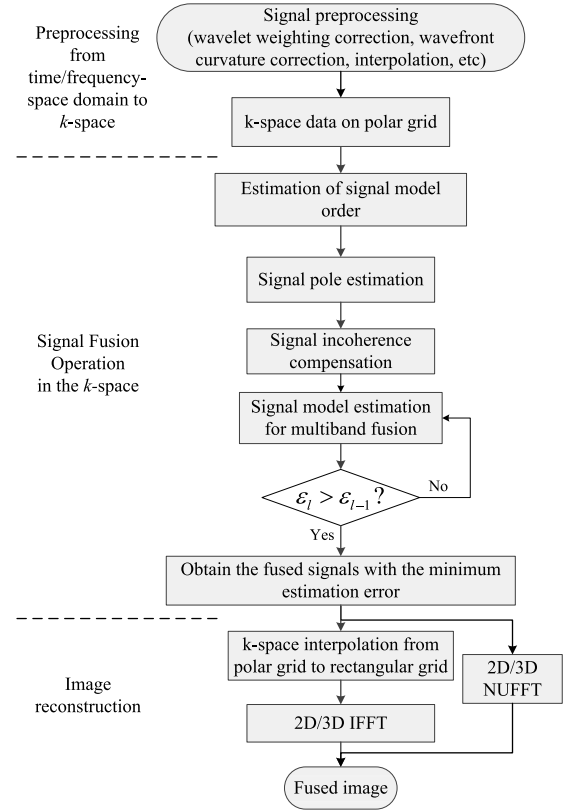 Preprocessing
from
time/frequency-
space domain to
k-space
Signal preprocessing
(wavelet weighting correction, wavefront
curvature correction, interpolation, etc)
k-space data on polar grid
Signal Fusion
Operation
in the k-space
Estimation of signal model
order
Signal pole estimation
Signal incoherence
compensation
Signal model estimation
for multiband fusion
ε_l > ε_{l−1}?
No
Yes
Obtain the fused signals with the minimum
estimation error
Image
reconstruction
k-space interpolation from
polar grid to rectangular grid
2D/3D
NUFFT
2D/3D IFFT
Fused image